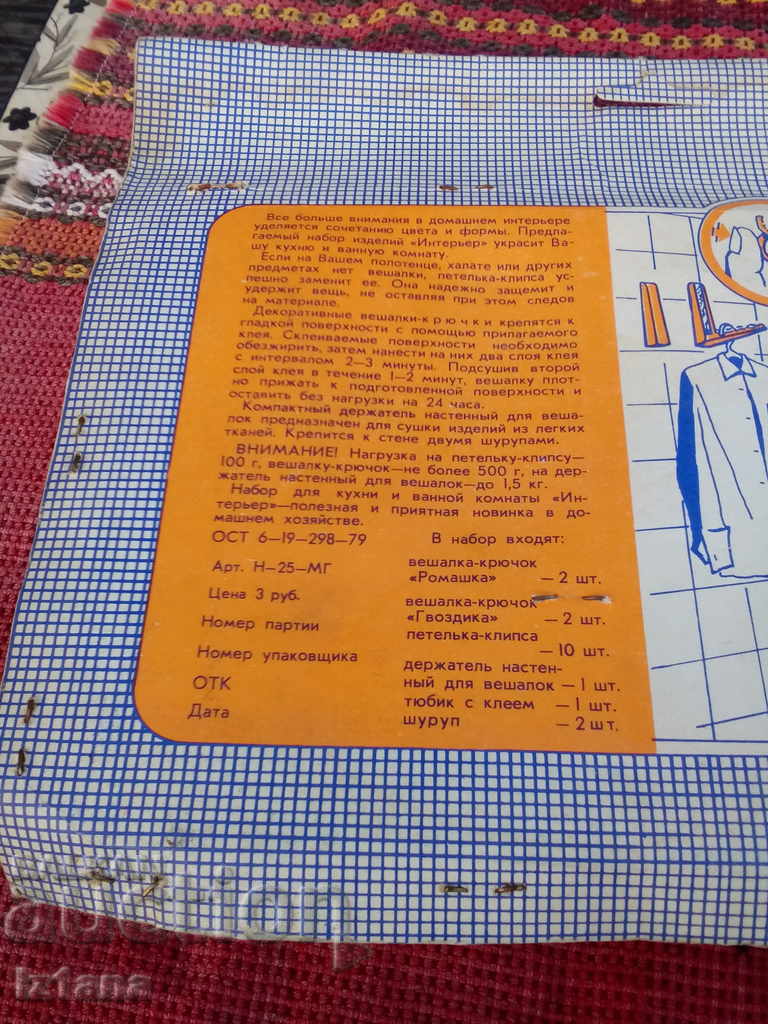 Все больше внимания в домашнем интерьере
уделяется сочетанию цвета и формы. Предла-
гаемый набор изделий «Интерьер» украсит Ва-
шу кухню и ванную комнату.
Если на Вашем полотенце, халате или других
предметах нет вешалки, петелька-клипса ус-
пешно заменит ее. Она надежно защемит и
удержит вещь, не оставляя при этом следов
на материале.
Декоративные вешалки-крючки крепятся к
гладкой поверхности с помощью прилагаемого
клея. Склеиваемые поверхности необходимо
обезжирить, затем нанести на них два слоя клея
с интервалом 2—3 минуты. Подсушив второй
слой клея в течение 1—2 минут, вешалку плот-
но прижать к подготовленной поверхности и
оставить без нагрузки на 24 часа.
Компактный держатель настенный для веша-
лок предназначен для сушки изделий из легких
тканей. Крепится к стене двумя шурупами.
ВНИМАНИЕ! Нагрузка на петельку-клипсу—
100 г, вешалку-крючок—не более 500 г, на дер-
жатель настенный для вешалок—до 1,5 кг.
Набор для кухни и ванной комнаты «Ин-
терьер»—полезная и приятная новинка в до-
машнем хозяйстве.
ОСТ 6—19—298—79
Арт. Н—25—МГ
Цена 3 руб.
Номер партии
Номер упаковщика
ОТК
Дата
В набор входят:
вешалка-крючок
«Ромашка» — 2 шт.
вешалка-крючок
«Гвоздика» — 2 шт.
петелька-клипса
— 10 шт.
держатель настен-
ный для вешалок — 1 шт.
тюбик с клеем — 1 шт.
шуруп — 2 шт.
auction
iz1ana